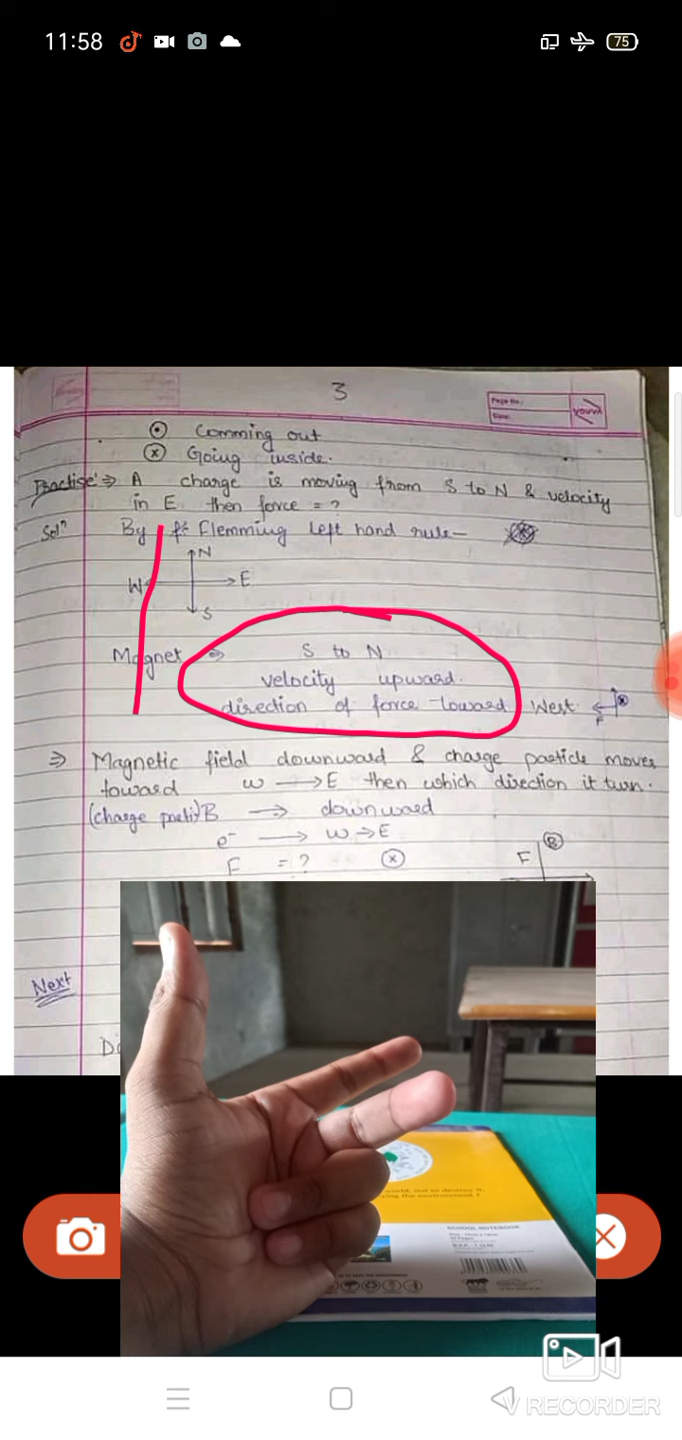 11:58
75
3
Page No.:
Date:
YOUVA
⊙ Comming out
ⓧ Going inside.
Practise ⇒ A charge is moving from S to N & velocity
in E then force = ?
Solⁿ By Flemming left hand rule-
N
W E
S
Magnet ⇒ S to N
velocity upward.
direction of force toward West
F
⇒ Magnetic field downward & charge particle moves
toward W → E then which direction it turn.
B → downward
e⁻ → W → E
F = ? ⓧ
F B
Next
SCHOOL NOTEBOOK
V RECORDER